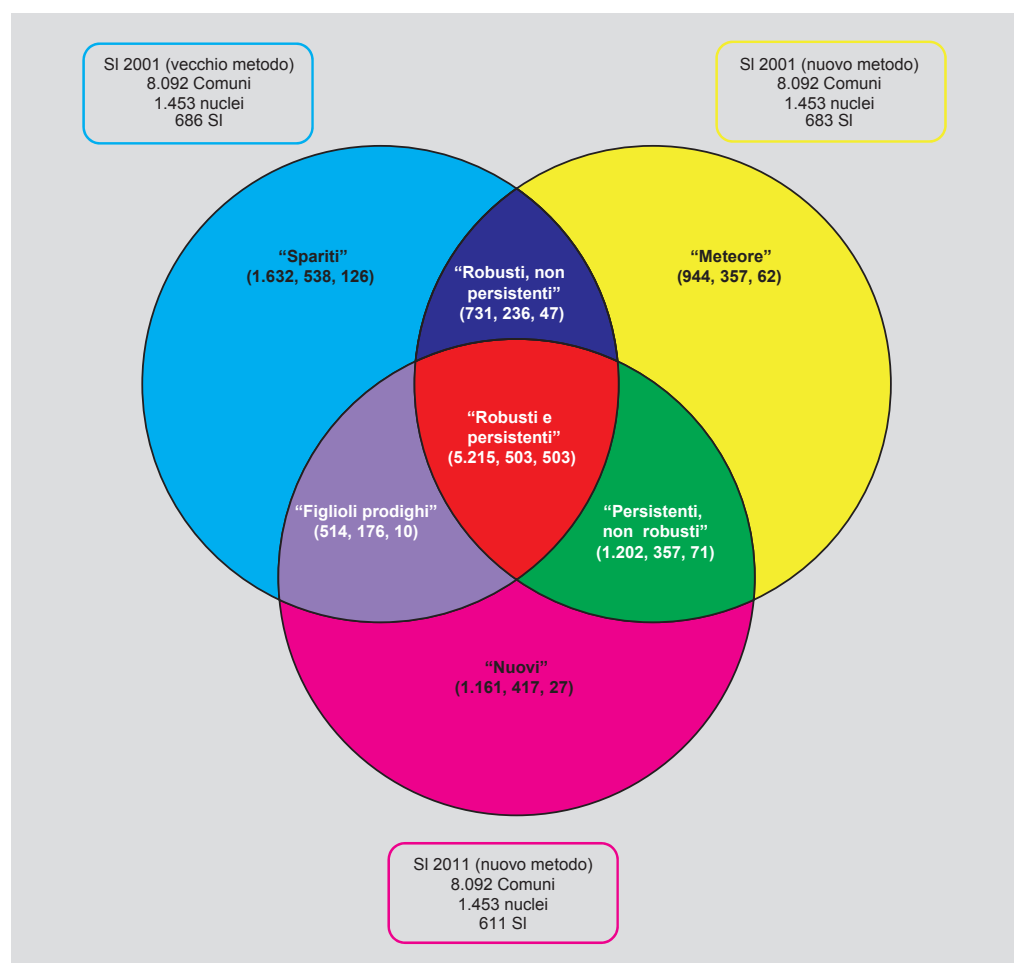 SI 2001 (vecchio metodo)
8.092 Comuni
1.453 nuclei
686 SI
SI 2001 (nuovo metodo)
8.092 Comuni
1.453 nuclei
683 SI
“Spariti”
(1.632, 538, 126)
“Robusti, non
persistenti”
(731, 236, 47)
“Meteore”
(944, 357, 62)
“Robusti e
persistenti”
(5.215, 503, 503)
“Figlioli prodighi”
(514, 176, 10)
“Persistenti,
non robusti”
(1.202, 357, 71)
“Nuovi”
(1.161, 417, 27)
SI 2011 (nuovo metodo)
8.092 Comuni
1.453 nuclei
611 SI